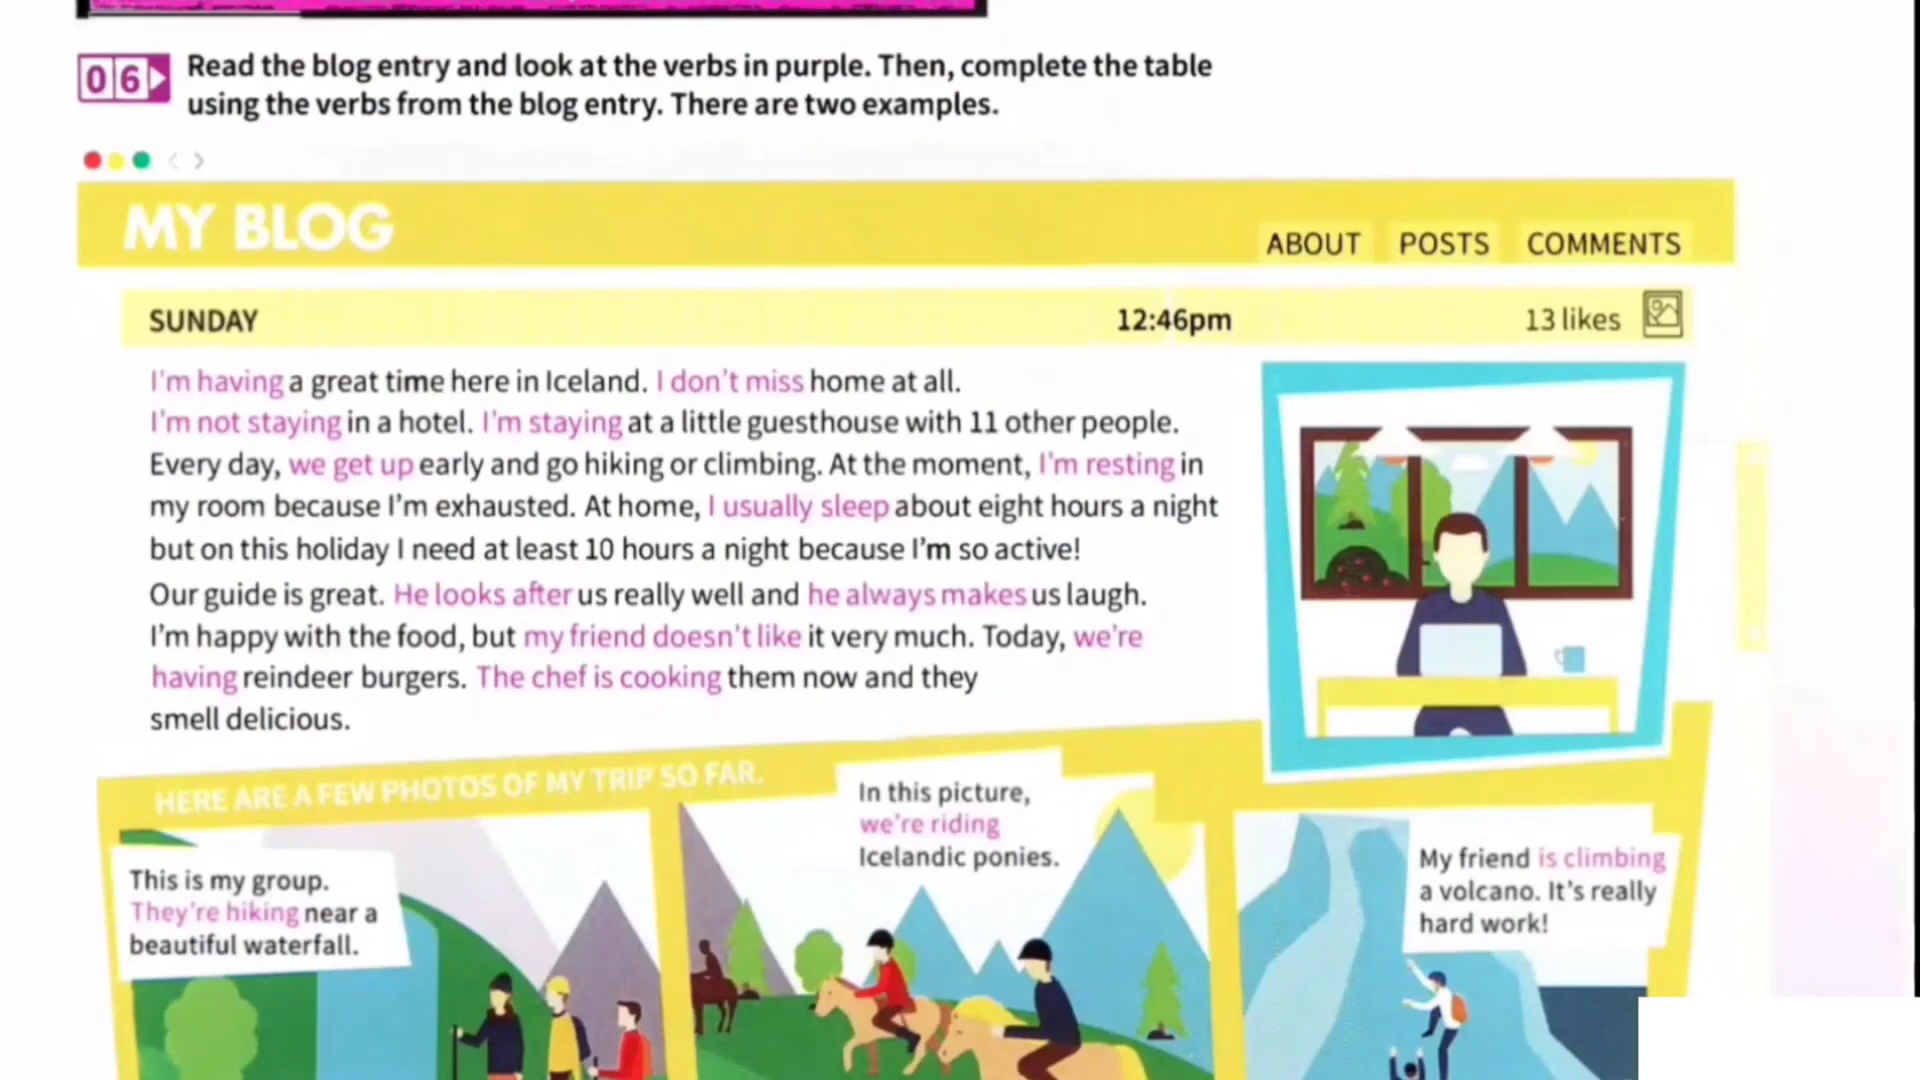 06 Read the blog entry and look at the verbs in purple. Then, complete the table
using the verbs from the blog entry. There are two examples.
MY BLOG
ABOUT POSTS COMMENTS
SUNDAY 12:46pm 13 likes
I'm having a great time here in Iceland. I don't miss home at all.
I'm not staying in a hotel. I'm staying at a little guesthouse with 11 other people.
Every day, we get up early and go hiking or climbing. At the moment, I'm resting in
my room because I'm exhausted. At home, I usually sleep about eight hours a night
but on this holiday I need at least 10 hours a night because I'm so active!
Our guide is great. He looks after us really well and he always makes us laugh.
I'm happy with the food, but my friend doesn't like it very much. Today, we're
having reindeer burgers. The chef is cooking them now and they
smell delicious.
HERE ARE A FEW PHOTOS OF MY TRIP SO FAR.
This is my group.
They're hiking near a
beautiful waterfall.
In this picture,
we're riding
Icelandic ponies.
My friend is climbing
a volcano. It's really
hard work!